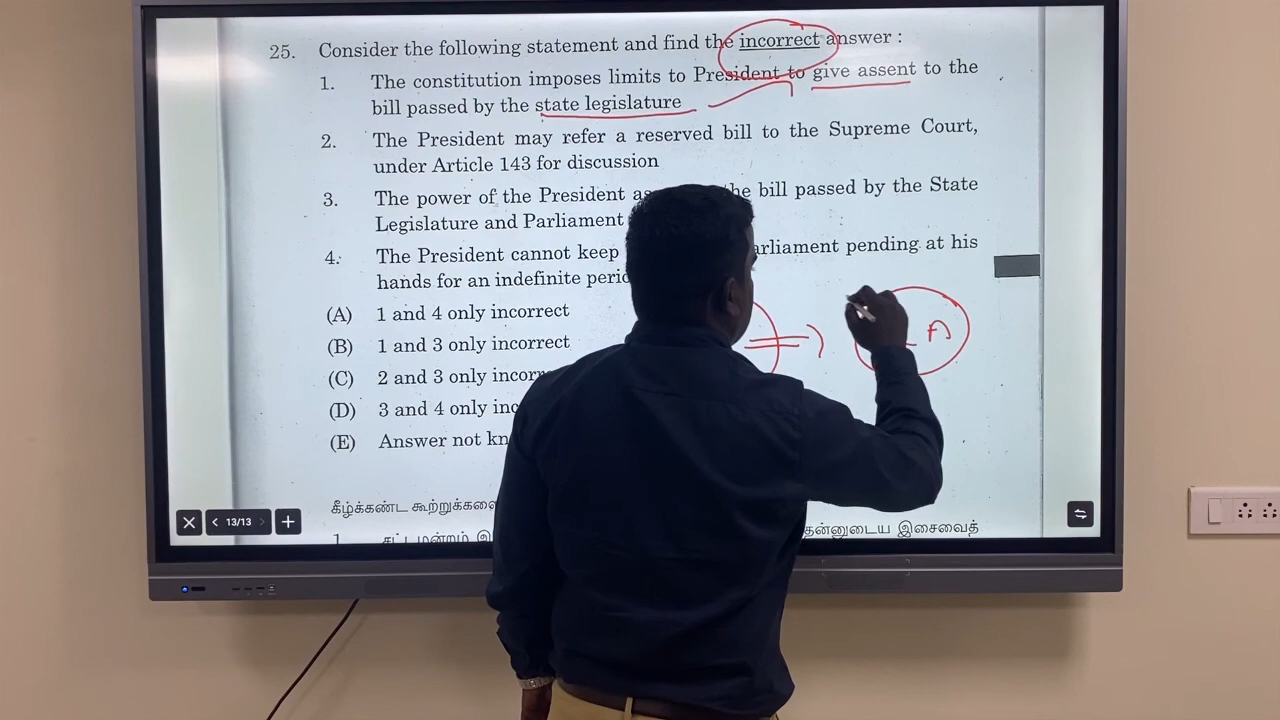 25. Consider the following statement and find the incorrect answer :
1. The constitution imposes limits to President to give assent to the
bill passed by the state legislature
2. The President may refer a reserved bill to the Supreme Court,
under Article 143 for discussion
3. The power of the President as the bill passed by the State
Legislature and Parliament
4. The President cannot keep arliament pending at his
hands for an indefinite perio
(A) 1 and 4 only incorrect
(B) 1 and 3 only incorrect
(C) 2 and 3 only incorr
(D) 3 and 4 only inc
(E) Answer not kn
A
கீழ்க்கண்ட கூற்றுக்களை
தன்னுடைய இசைவைத்
13/13